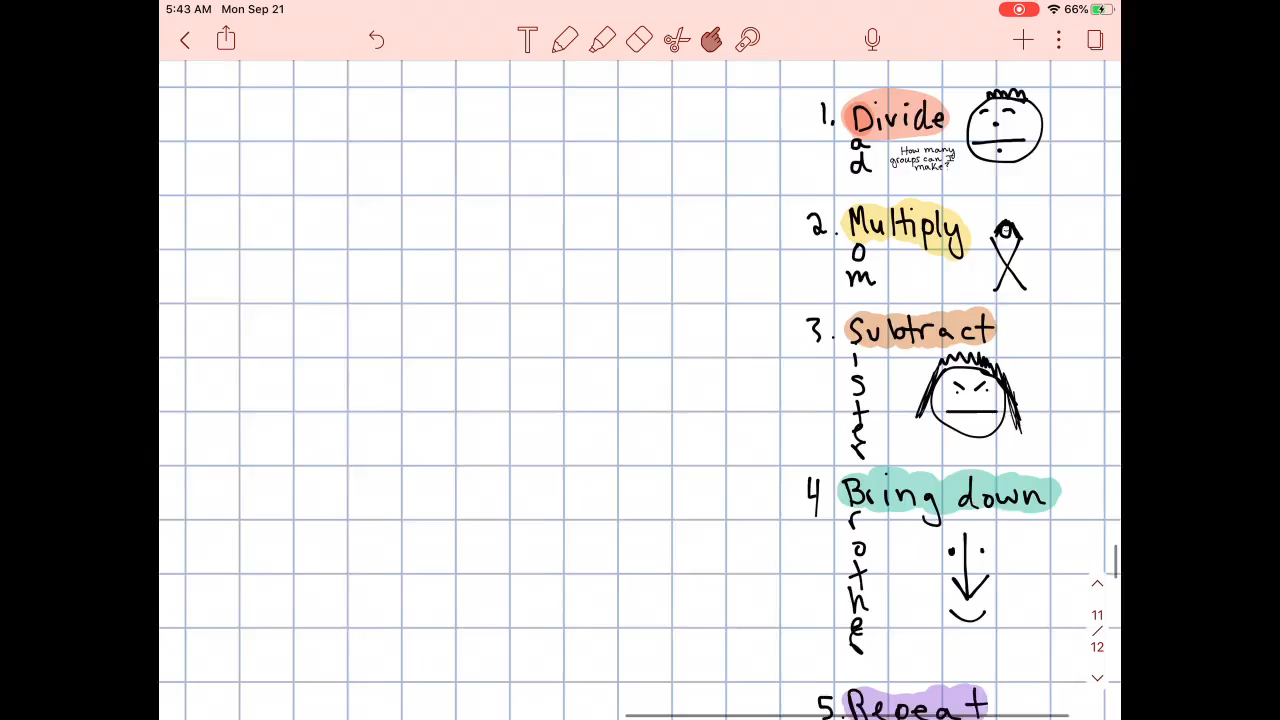 5:43 AM Mon Sep 21
66%
1. Divide
a
d
How many
groups can I
make?
2. Multiply
o
m
3. Subtract
i
s
t
e
r
4 Bring down
r
o
t
h
e
r
5. Repeat
11
/
12